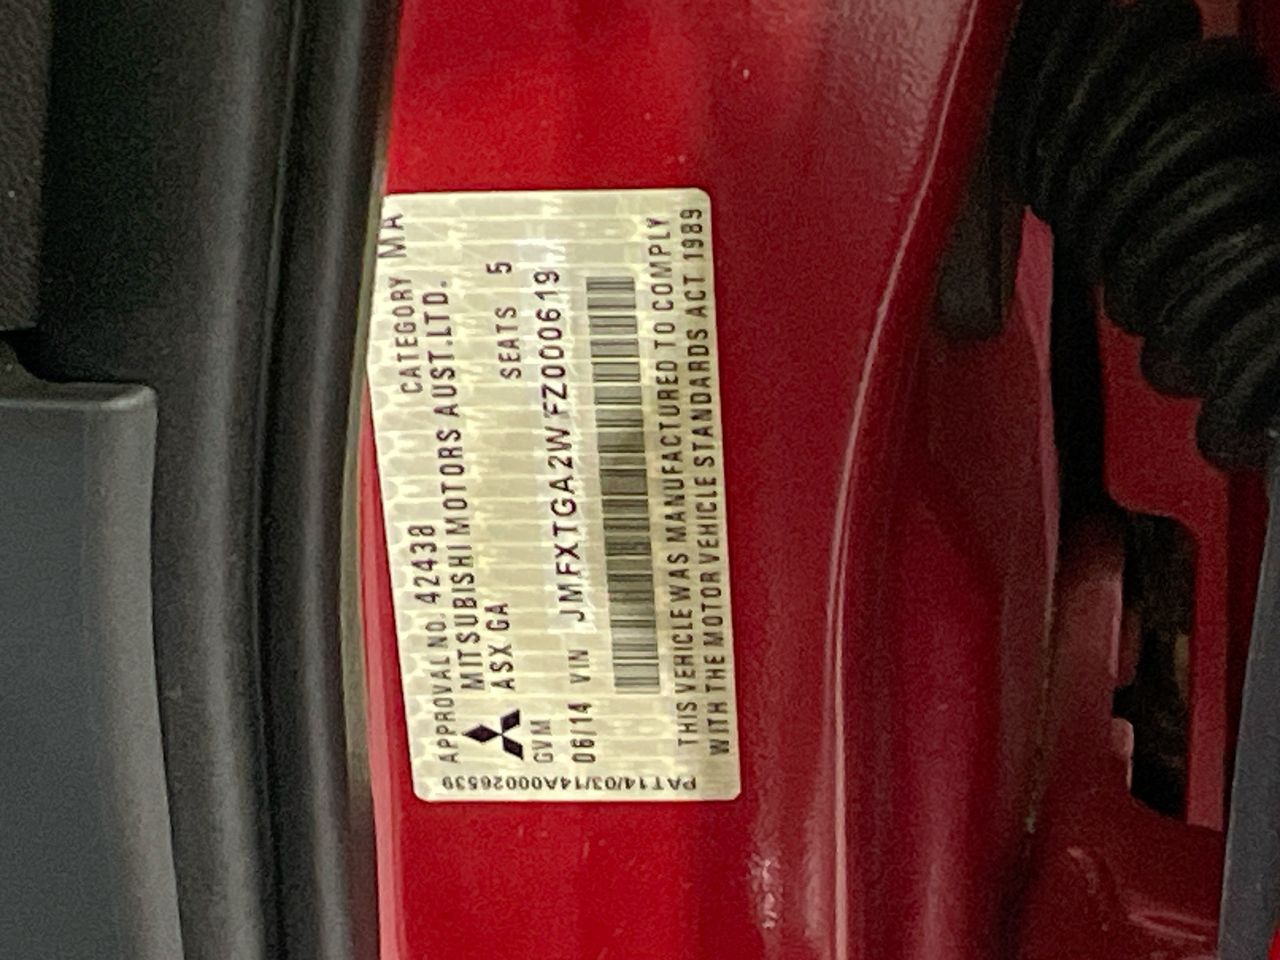 APPROVAL NO. 42438 CATEGORY MA
MITSUBISHI MOTORS AUST.LTD.
ASX GA SEATS 5
GVM
06/14 VIN JMFXTGA2WFZ000619
THIS VEHICLE WAS MANUFACTURED TO COMPLY
WITH THE MOTOR VEHICLE STANDARDS ACT 1989
PAT14/03/14A00026539